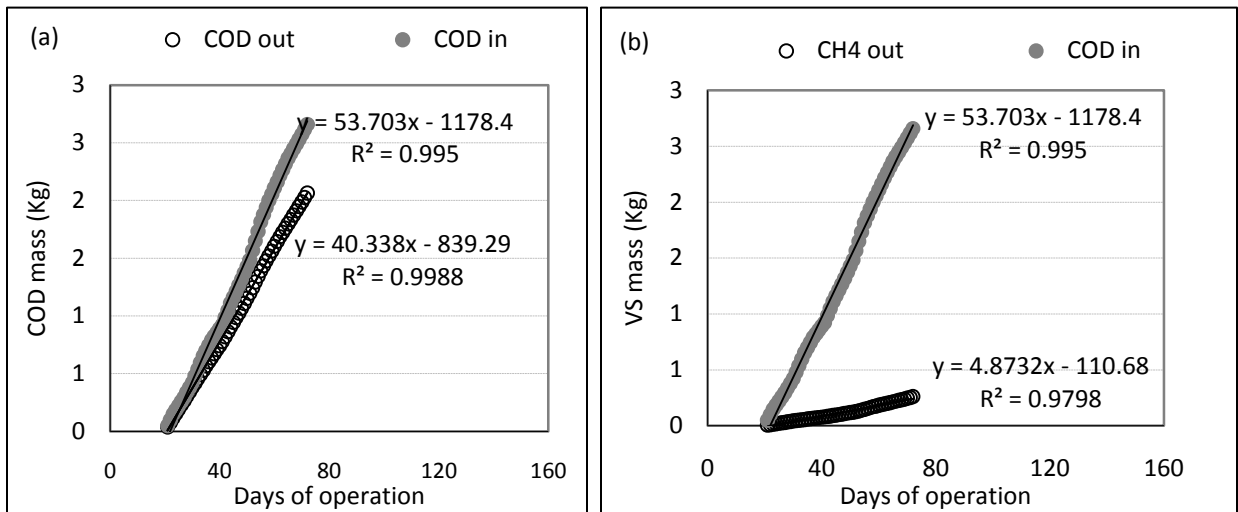 (a)
COD out
COD in
3
3
2
2
1
1
0
COD mass (Kg)
y = 53.703x - 1178.4
R² = 0.995
y = 40.338x - 839.29
R² = 0.9988
0 40 80 120 160
Days of operation
(b)
CH4 out
COD in
3
3
2
2
1
1
0
VS mass (Kg)
y = 53.703x - 1178.4
R² = 0.995
y = 4.8732x - 110.68
R² = 0.9798
0 40 80 120 160
Days of operation